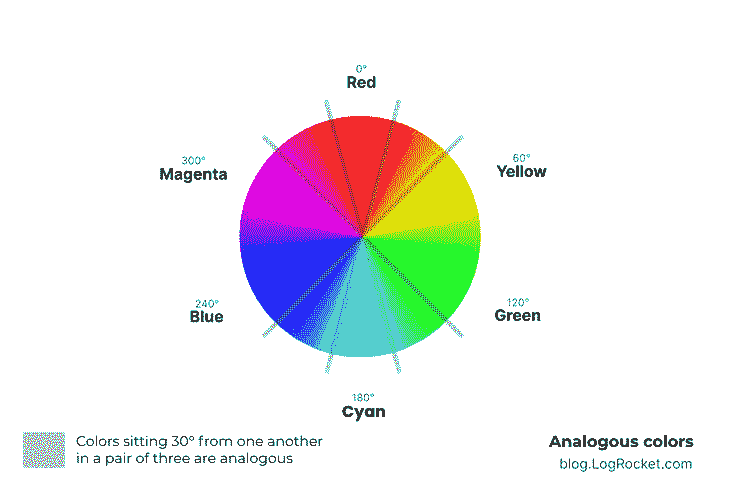 0°
Red
300°
Magenta
60°
Yellow
240°
Blue
120°
Green
180°
Cyan
Colors sitting 30° from one another
in a pair of three are analogous
Analogous colors
blog.LogRocket.com